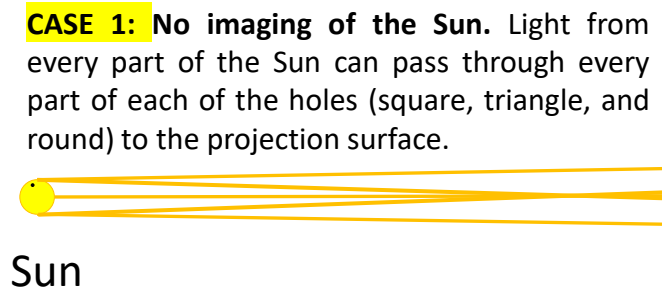 CASE 1: No imaging of the Sun. Light from
every part of the Sun can pass through every
part of each of the holes (square, triangle, and
round) to the projection surface.
Sun